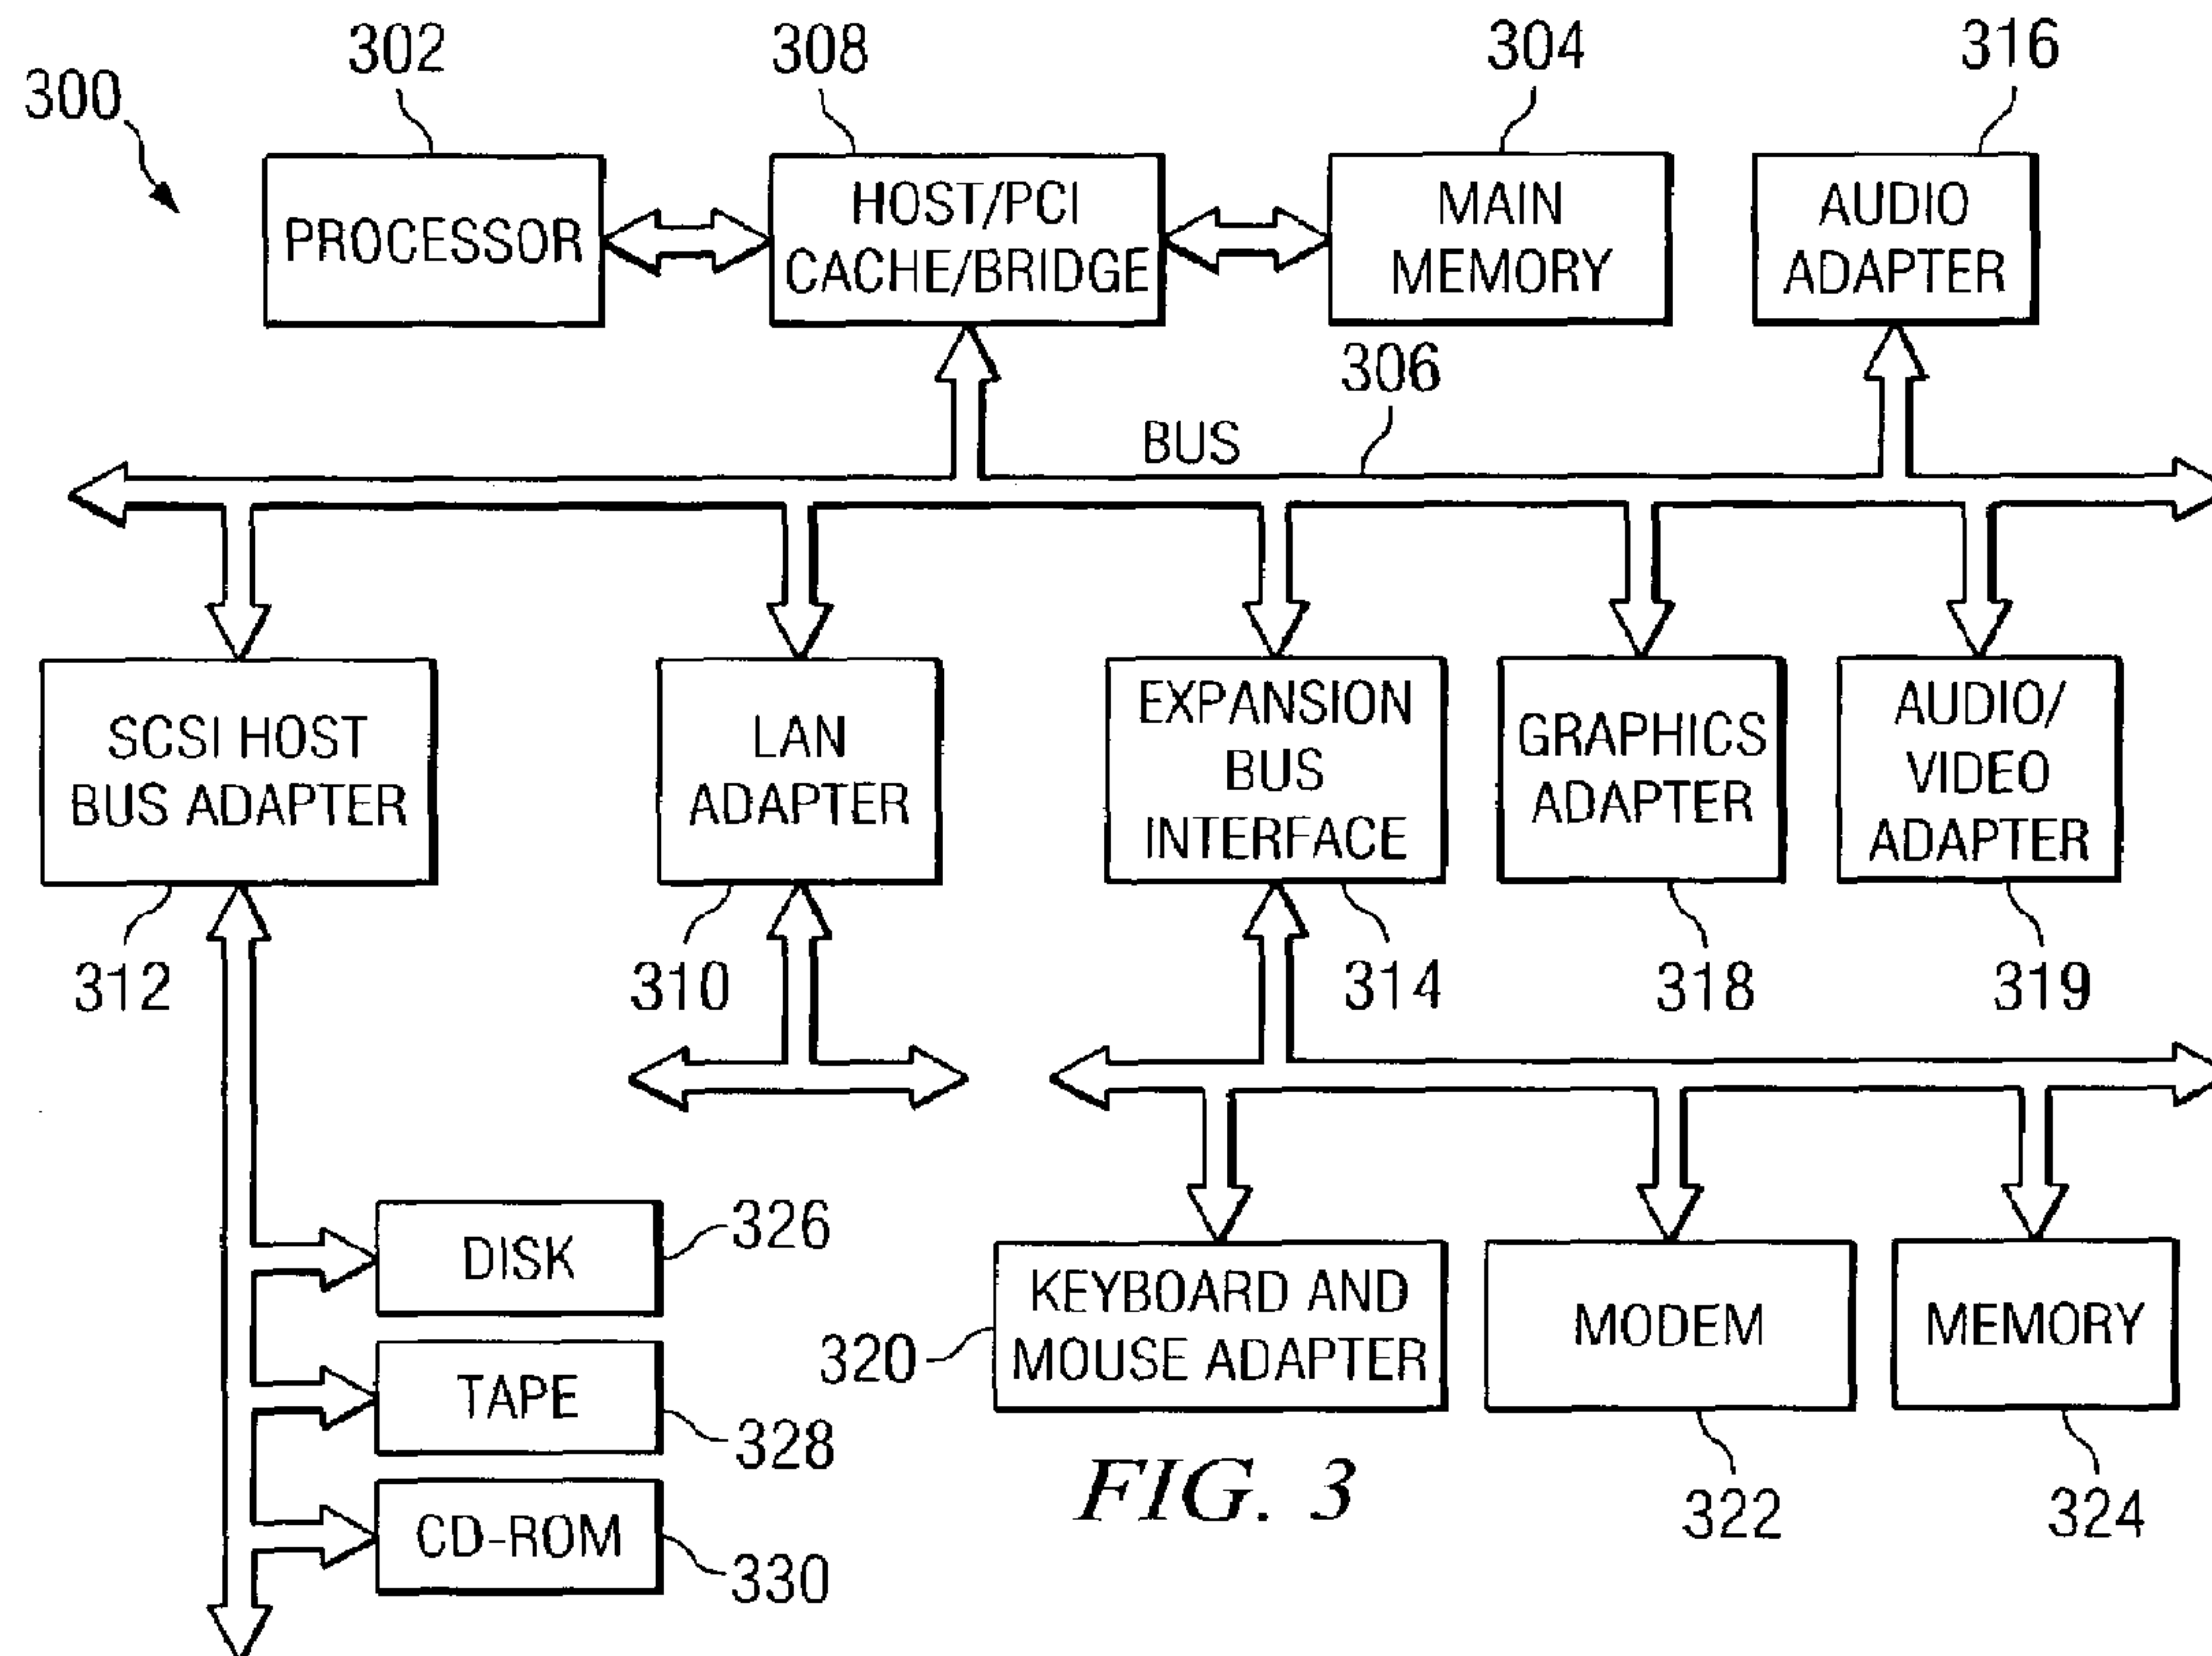 300
302
308
304
316
PROCESSOR
HOST/PCI
CACHE/BRIDGE
MAIN
MEMORY
AUDIO
ADAPTER
BUS
306
SCSI HOST
BUS ADAPTER
LAN
ADAPTER
EXPANSION
BUS
INTERFACE
GRAPHICS
ADAPTER
AUDIO/
VIDEO
ADAPTER
312
310
314
318
319
DISK
326
TAPE
328
CD-ROM
330
320
KEYBOARD AND
MOUSE ADAPTER
MODEM
MEMORY
322
324
FIG. 3